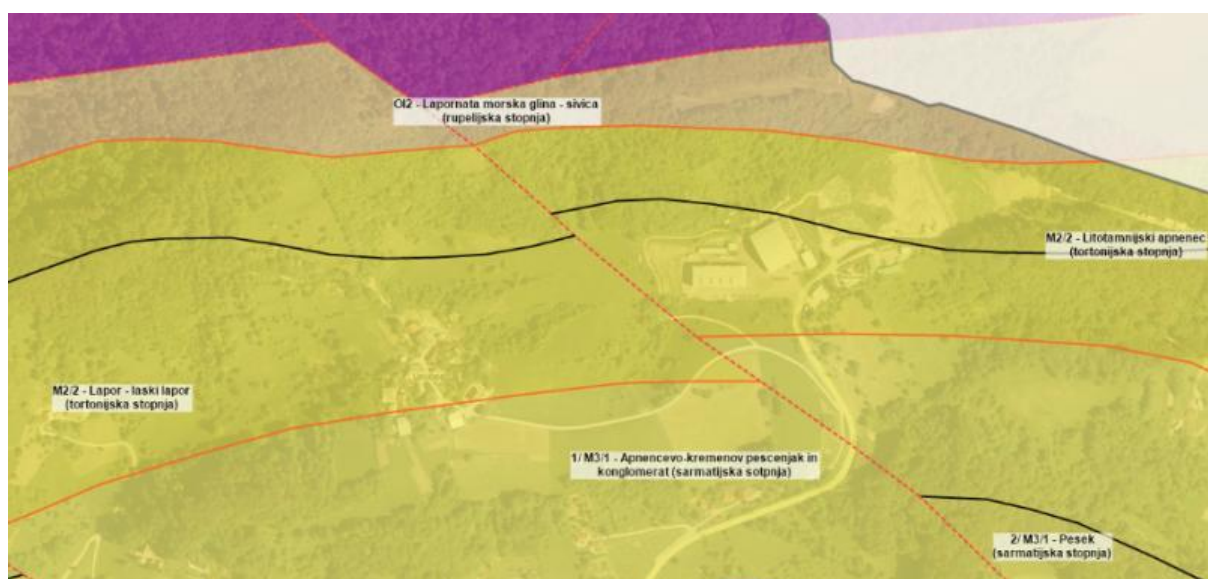 Ol2 - Lapornata morska glina - sivica
(rupelijska stopnja)
M2/2 - Litotamnijski apnenec
(tortonijska stopnja)
M2/2 - Lapor - laski lapor
(tortonijska stopnja)
1/ M3/1 - Apnencevo-kremenov pescenjak in
konglomerat (sarmatijska sotpnja)
2/ M3/1 - Pesek
(sarmatijska stopnja)